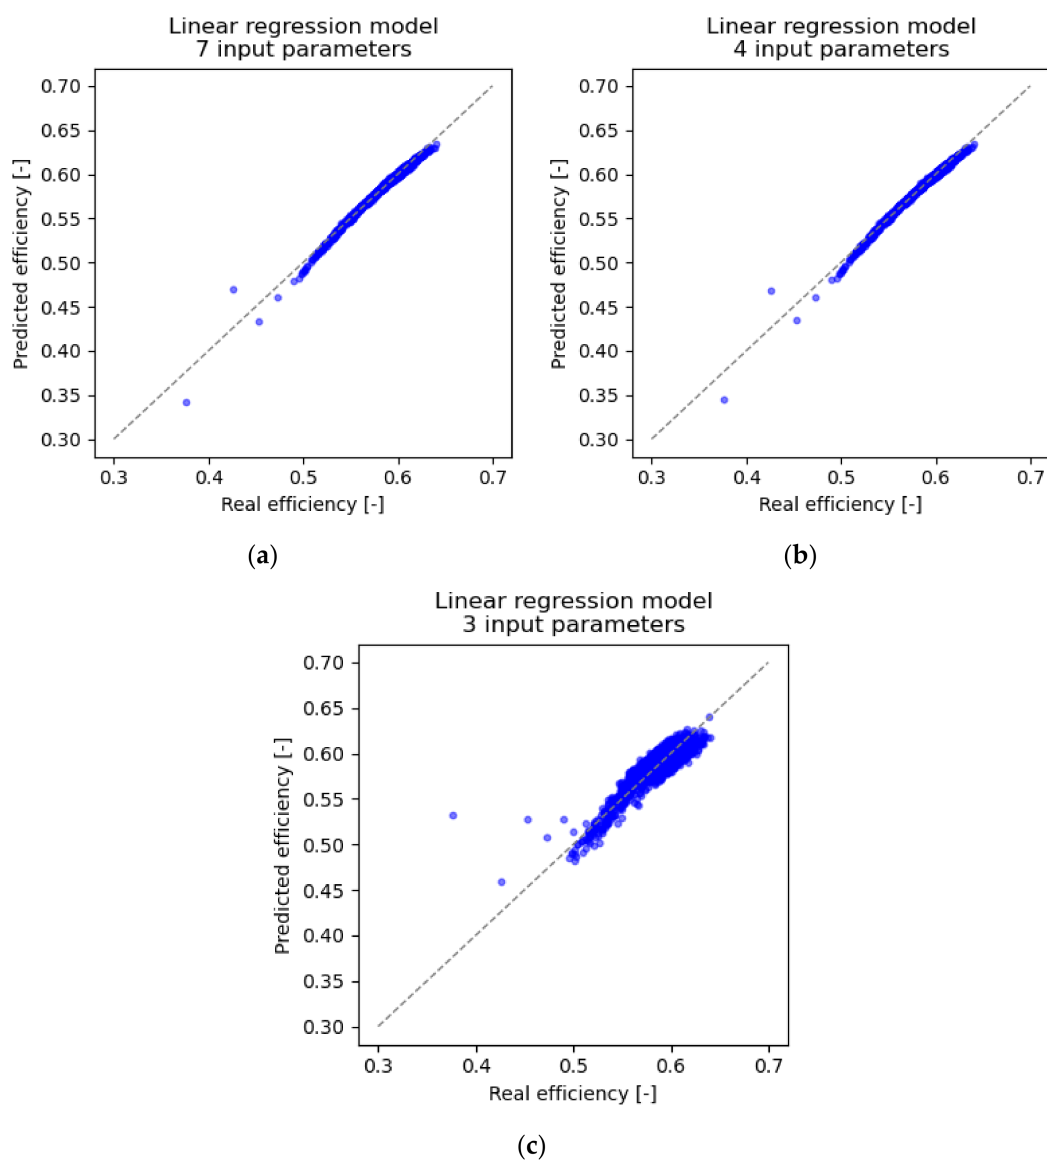 Linear regression model
7 input parameters
0.70
0.65
0.60
0.55
0.50
0.45
0.40
0.35
0.30
Predicted efficiency [-]
0.3 0.4 0.5 0.6 0.7
Real efficiency [-]
(a)
Linear regression model
4 input parameters
0.70
0.65
0.60
0.55
0.50
0.45
0.40
0.35
0.30
Predicted efficiency [-]
0.3 0.4 0.5 0.6 0.7
Real efficiency [-]
(b)
Linear regression model
3 input parameters
0.70
0.65
0.60
0.55
0.50
0.45
0.40
0.35
0.30
Predicted efficiency [-]
0.3 0.4 0.5 0.6 0.7
Real efficiency [-]
(c)